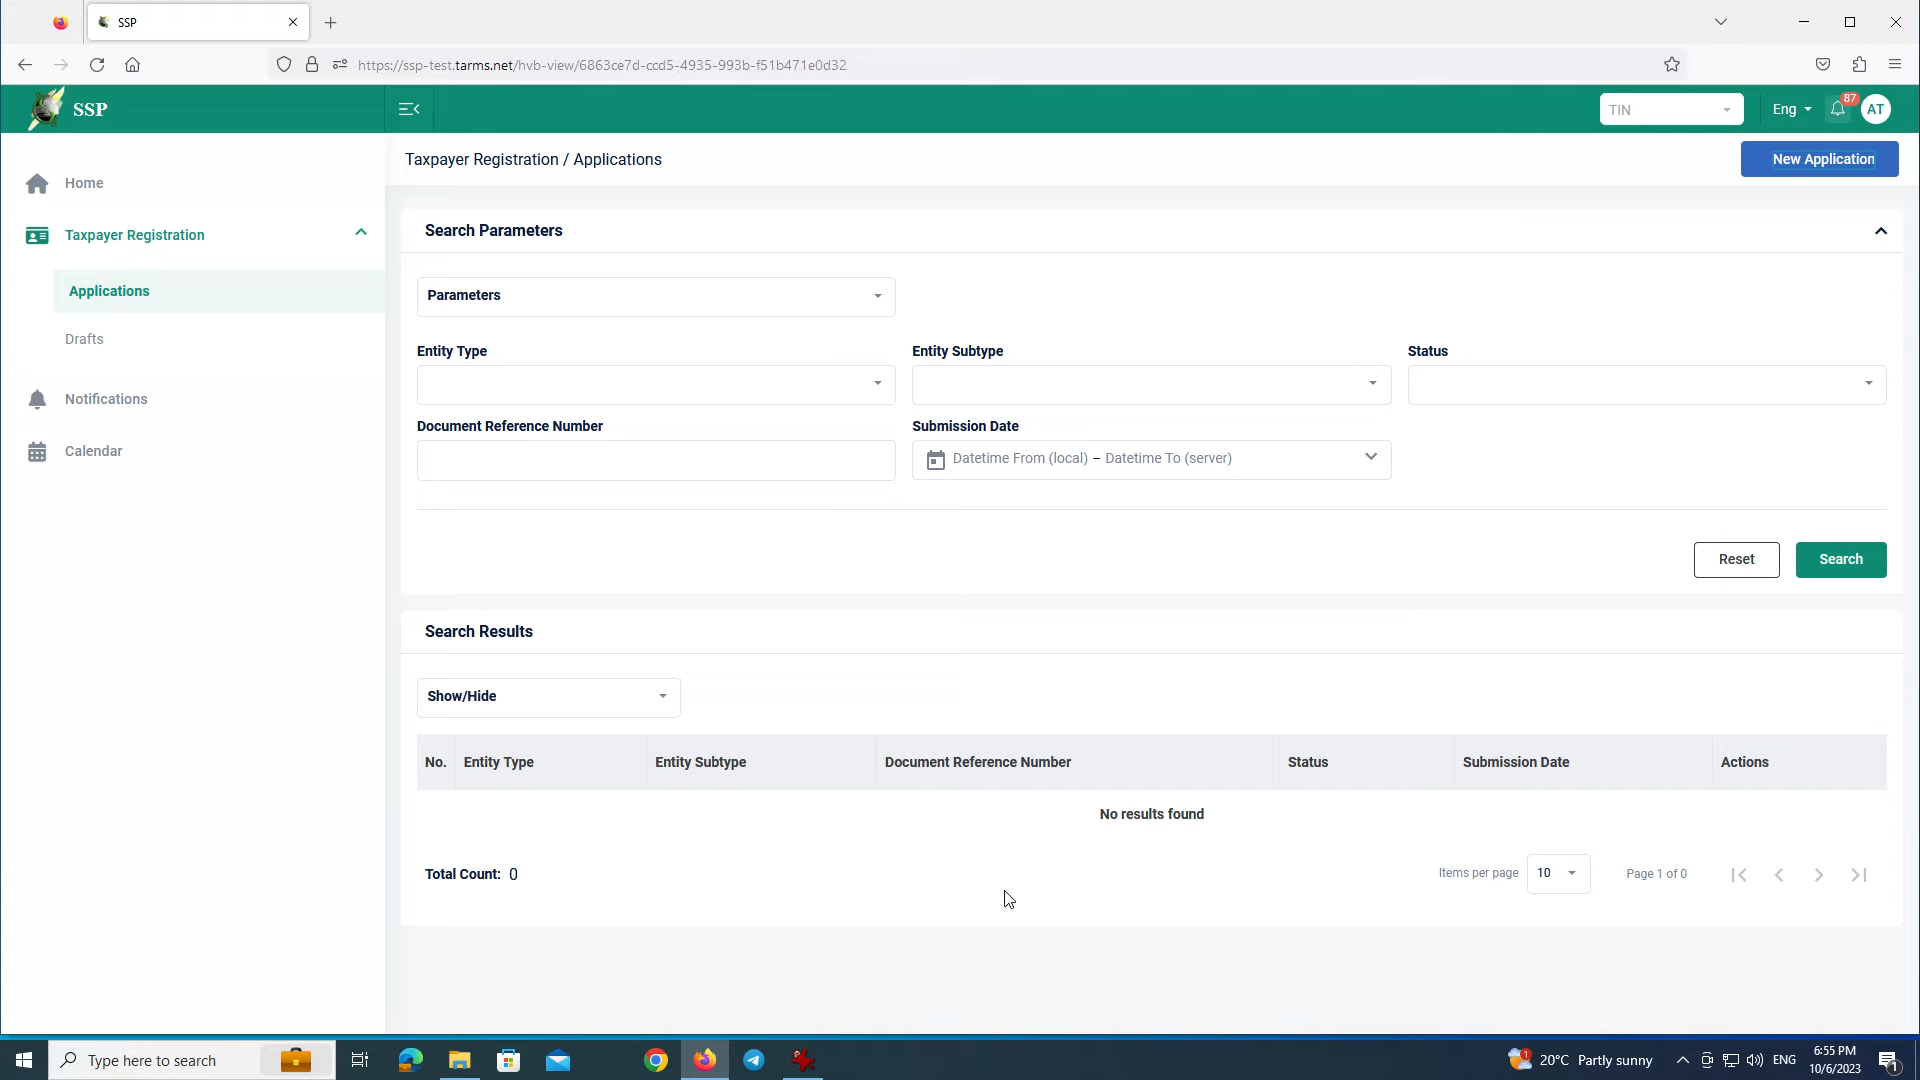 SSP
https://ssp-test.tarms.net/hvb-view/6863ce7d-ccd5-4935-993b-f51b471e0d32
SSP
TIN
Eng
87
AT
Home
Taxpayer Registration
Applications
Drafts
Notifications
Calendar
Taxpayer Registration / Applications
New Application
Search Parameters
Parameters
Entity Type
Entity Subtype
Status
Document Reference Number
Submission Date
Datetime From (local) – Datetime To (server)
Reset
Search
Search Results
Show/Hide
No. Entity Type Entity Subtype Document Reference Number Status Submission Date Actions
No results found
Total Count: 0
Items per page 10 Page 1 of 0
Type here to search
1
20°C Partly sunny
ENG
6:55 PM
10/6/2023
1